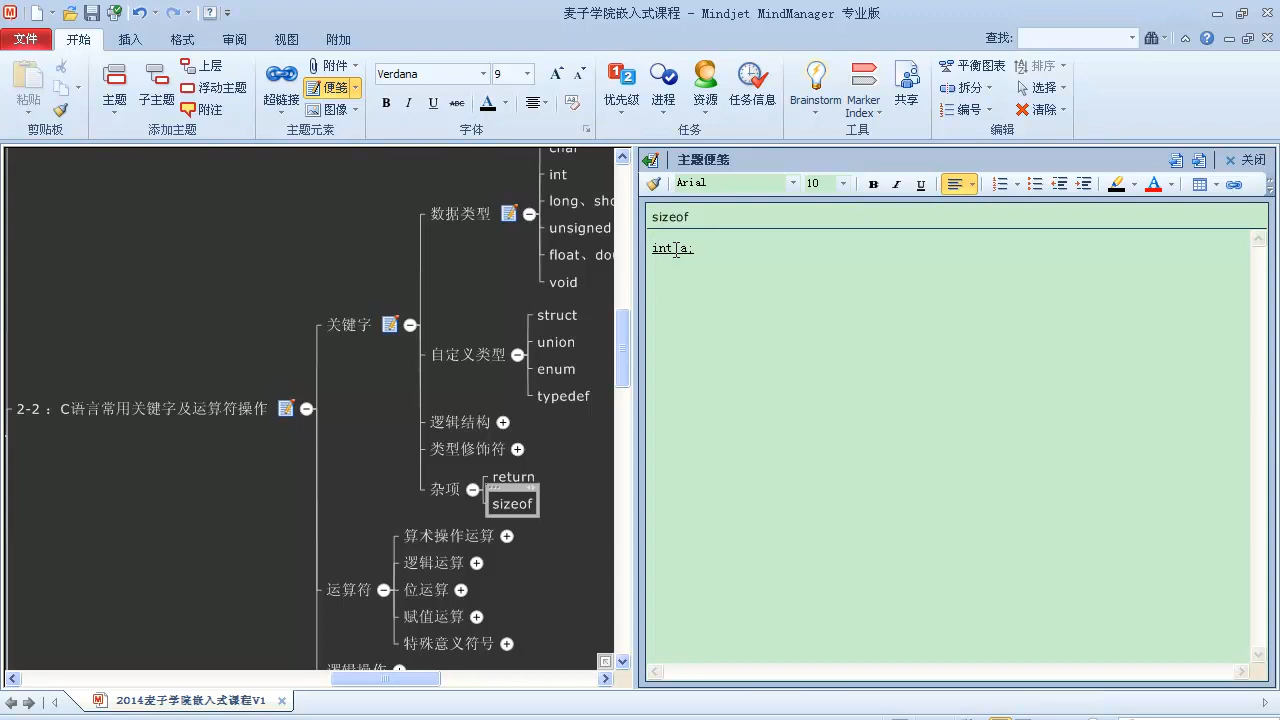 麦子学院嵌入式课程 - Mindjet MindManager 专业版
文件
开始
插入
格式
审阅
视图
附加
查找:
粘贴
剪贴板
主题
子主题
上层
浮动主题
附注
添加主题
超链接
附件
便笺
图像
主题元素
Verdana
9
B I U ABC A
字体
优先级
进程
资源
任务信息
任务
Brainstorm
Marker
Index
共享
工具
平衡图表
拆分
编号
排序
选择
清除
编辑
char
int
long、sho
unsigned
float、dou
void
数据类型
关键字
struct
union
enum
typedef
自定义类型
2-2 : C语言常用关键字及运算符操作
逻辑结构
类型修饰符
杂项
return
sizeof
算术操作运算
逻辑运算
运算符
位运算
赋值运算
特殊意义符号
逻辑操作
主题便笺
关闭
Arial
10
B I U
sizeof
int a;
2014麦子学院嵌入式课程V1